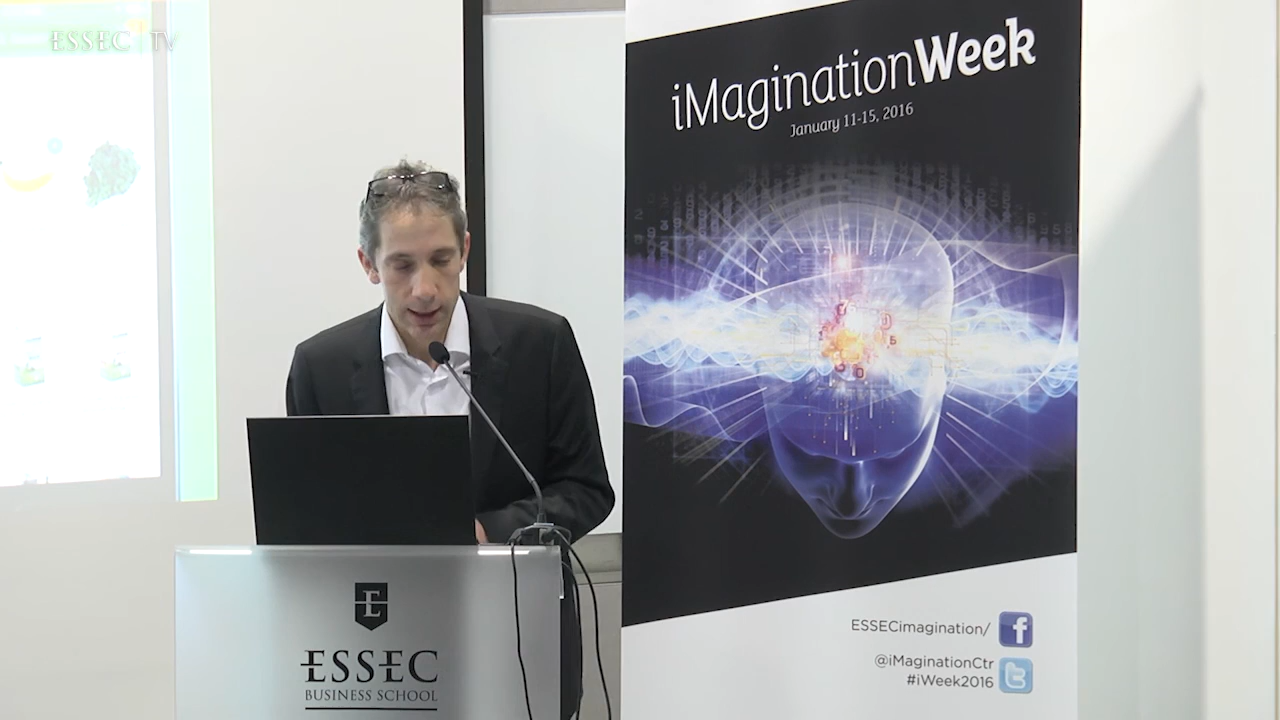 ESSEC TV
iMaginationWeek
January 11-15, 2016
ESSECimagination/
@iMaginationCtr
#iWeek2016
E
ESSEC
BUSINESS SCHOOL